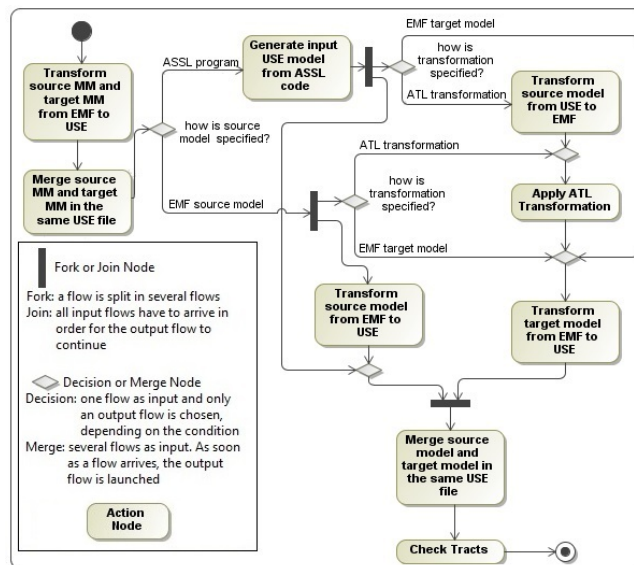 EMF target model
how is
transformation
specified?
ASSL program
Generate input
USE model
from ASSL
code
Transform
source MM and
target MM
from EMF to
USE
ATL transformation
Transform
source model
from USE to
EMF
how is source
model specified?
ATL transformation
Merge source
MM and target
MM in the
same USE file
how is
transformation
specified?
EMF source model
Apply ATL
Transformation
EMF target model
Fork or Join Node
Fork: a flow is split in several flows
Join: all input flows have to arrive in
order for the output flow to
continue
Transform
source model
from EMF to
USE
Transform
target model
from EMF to
USE
Decision or Merge Node
Decision: one flow as input and only
an output flow is chosen,
depending on the condition
Merge: several flows as input. As soon
as a flow arrives, the output
flow is launched
Merge source
model and
target model in
the same USE
file
Action
Node
Check Tracts